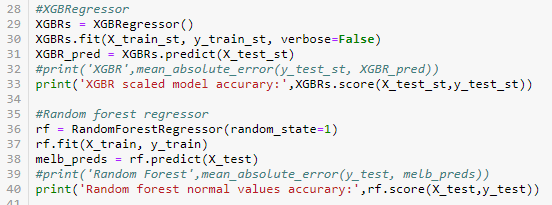 28 #XGBRegressor
29 XGBRs = XGBRegressor()
30 XGBRs.fit(X_train_st, y_train_st, verbose=False)
31 XGBR_pred = XGBRs.predict(X_test_st)
32 #print('XGBR',mean_absolute_error(y_test_st, XGBR_pred))
33 print('XGBR scaled model accurary:',XGBRs.score(X_test_st,y_test_st))
34
35 #Random forest regressor
36 rf = RandomForestRegressor(random_state=1)
37 rf.fit(X_train, y_train)
38 melb_preds = rf.predict(X_test)
39 #print('Random Forest',mean_absolute_error(y_test, melb_preds))
40 print('Random forest normal values accurary:',rf.score(X_test,y_test))